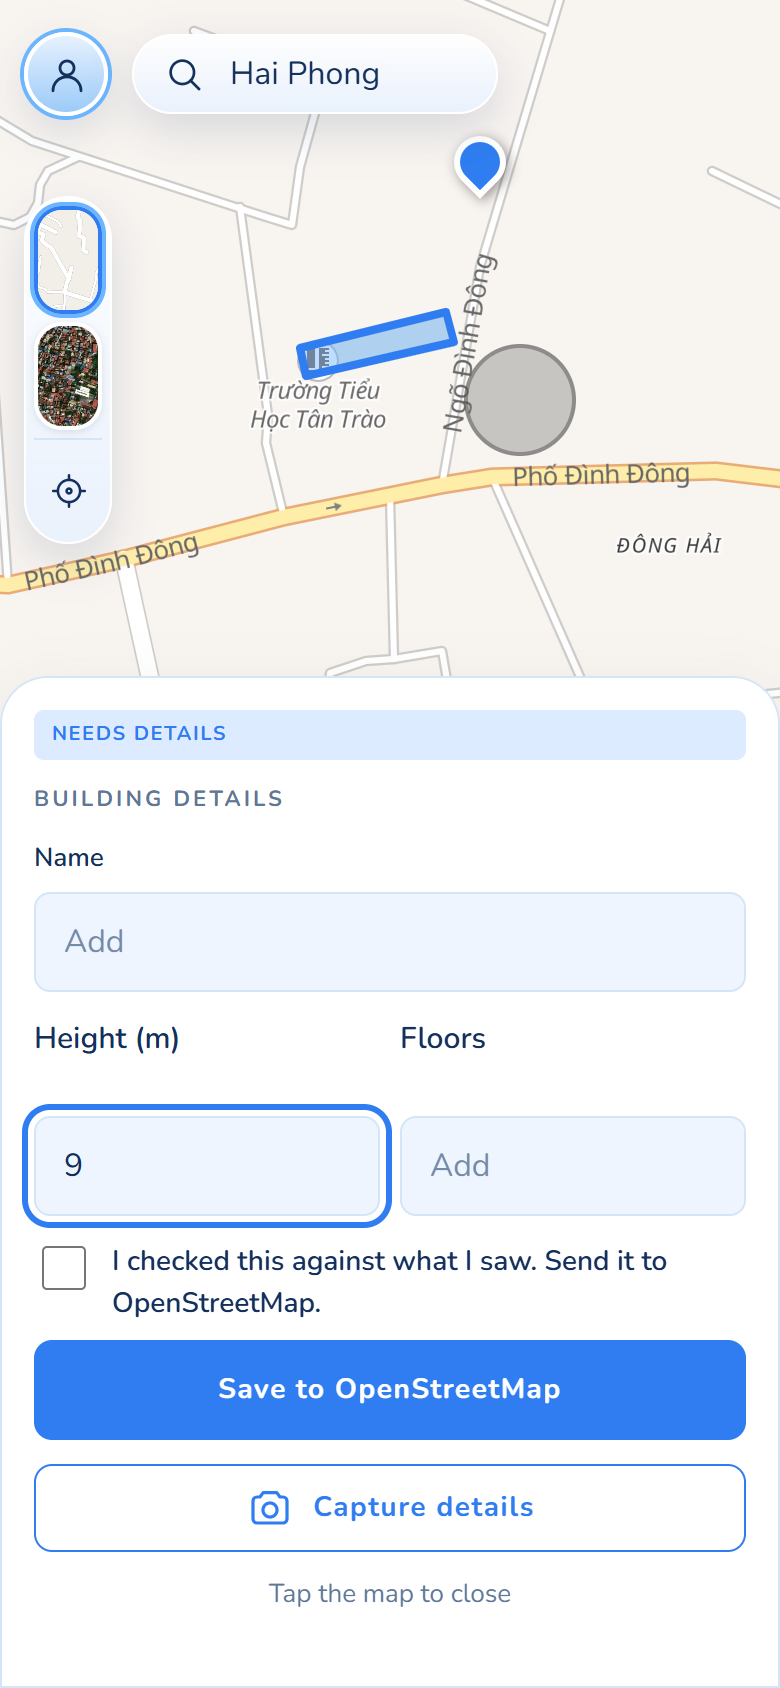 Hai Phong
Ngõ Đình Đông
Trường Tiểu
Học Tân Trào
Phố Đình Đông
ĐÔNG HẢI
Phố Đình Đông
NEEDS DETAILS
BUILDING DETAILS
Name
Add
Height (m)
Floors
9
Add
I checked this against what I saw. Send it to
OpenStreetMap.
Save to OpenStreetMap
Capture details
Tap the map to close